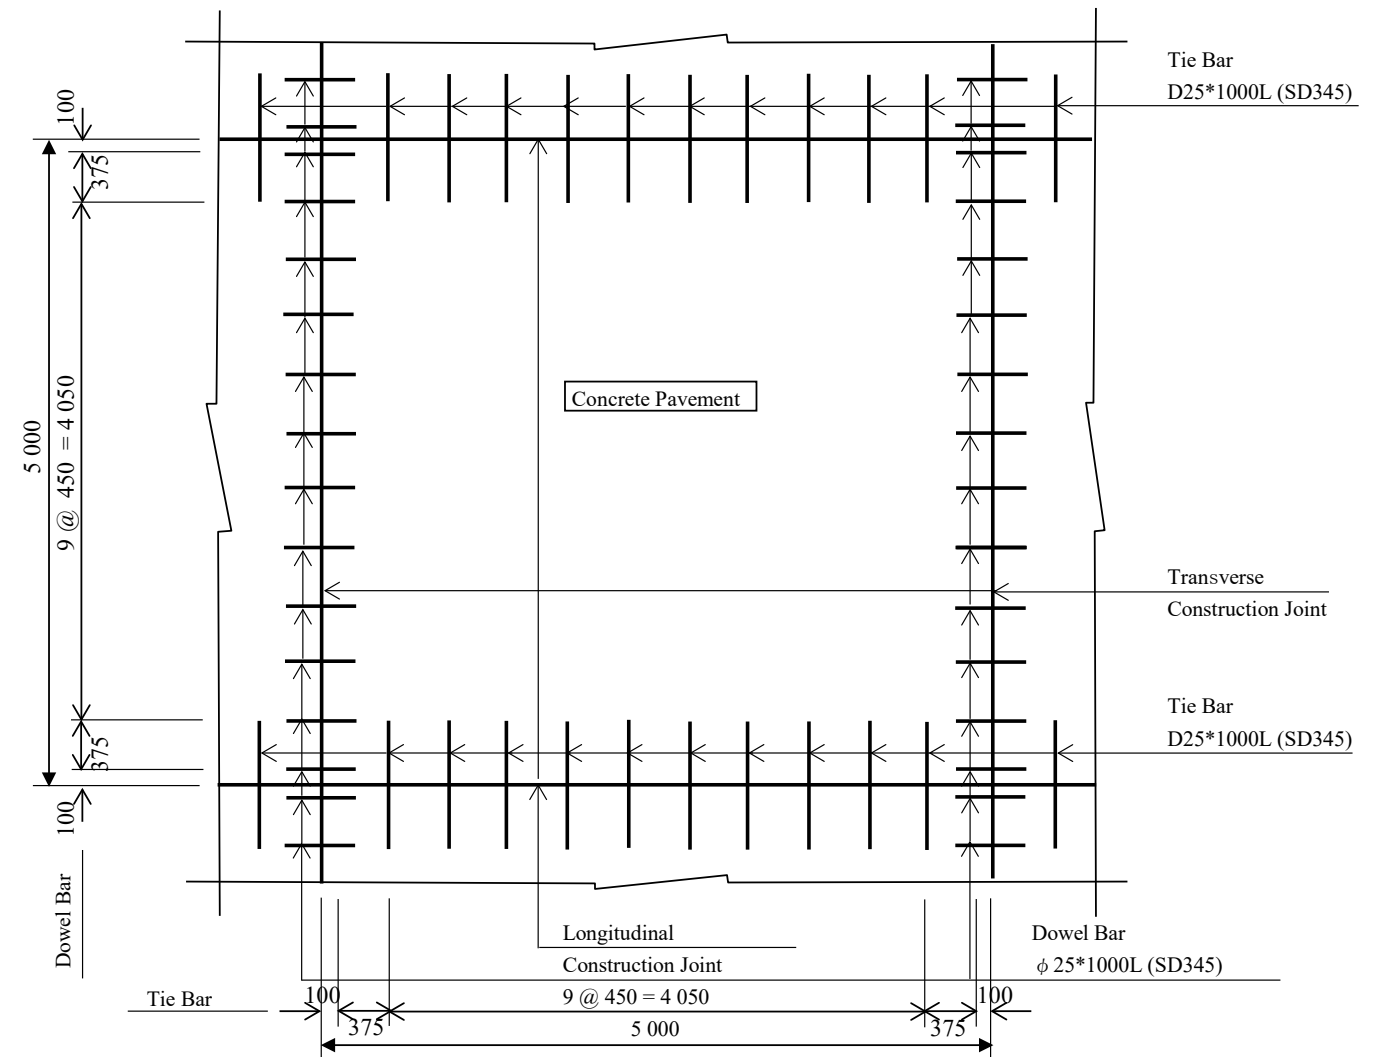 Tie Bar
D25*1000L (SD345)
100
375
Concrete Pavement
9 @ 450 = 4 050
5 000
Transverse
Construction Joint
Tie Bar
D25*1000L (SD345)
375
100
Dowel Bar
Longitudinal
Construction Joint
Dowel Bar
φ 25*1000L (SD345)
Tie Bar
100
9 @ 450 = 4 050
100
375
5 000
375